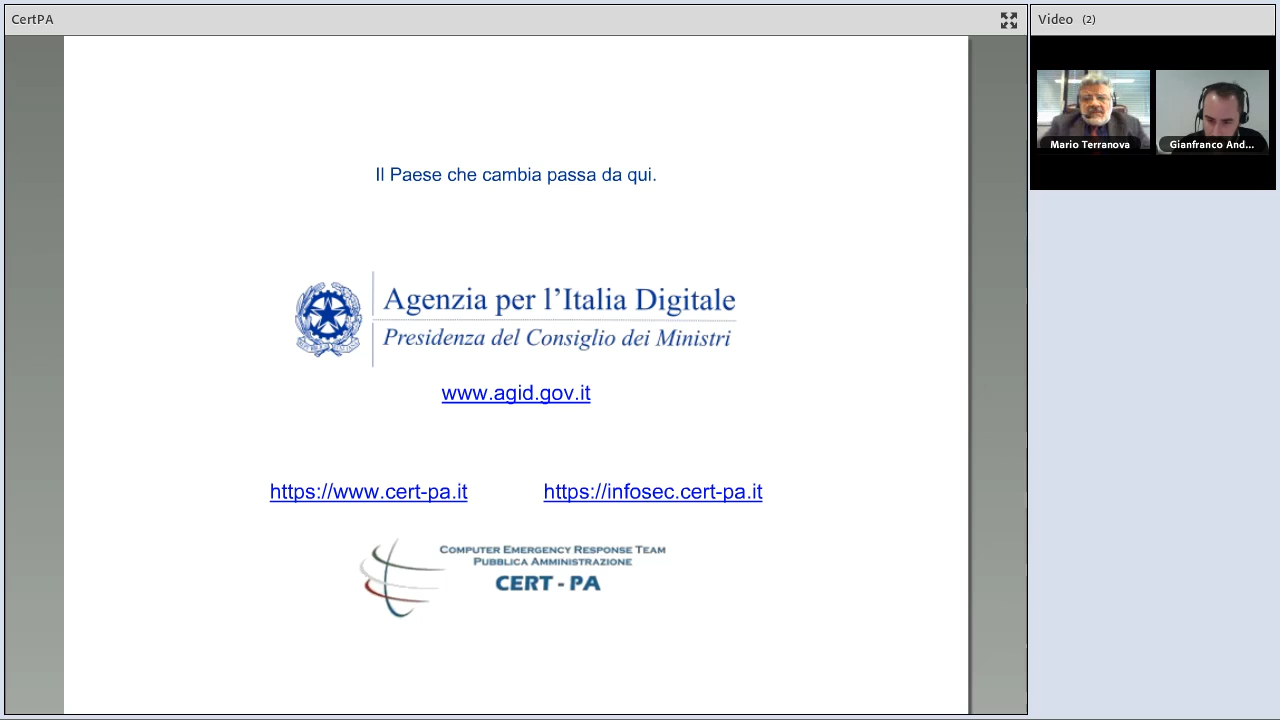 CertPA
Video (2)
Mario Terranova
Gianfranco And...
Il Paese che cambia passa da qui.
Agenzia per l'Italia Digitale
Presidenza del Consiglio dei Ministri
www.agid.gov.it
https://www.cert-pa.it https://infosec.cert-pa.it
COMPUTER EMERGENCY RESPONSE TEAM
PUBBLICA AMMINISTRAZIONE
CERT - PA